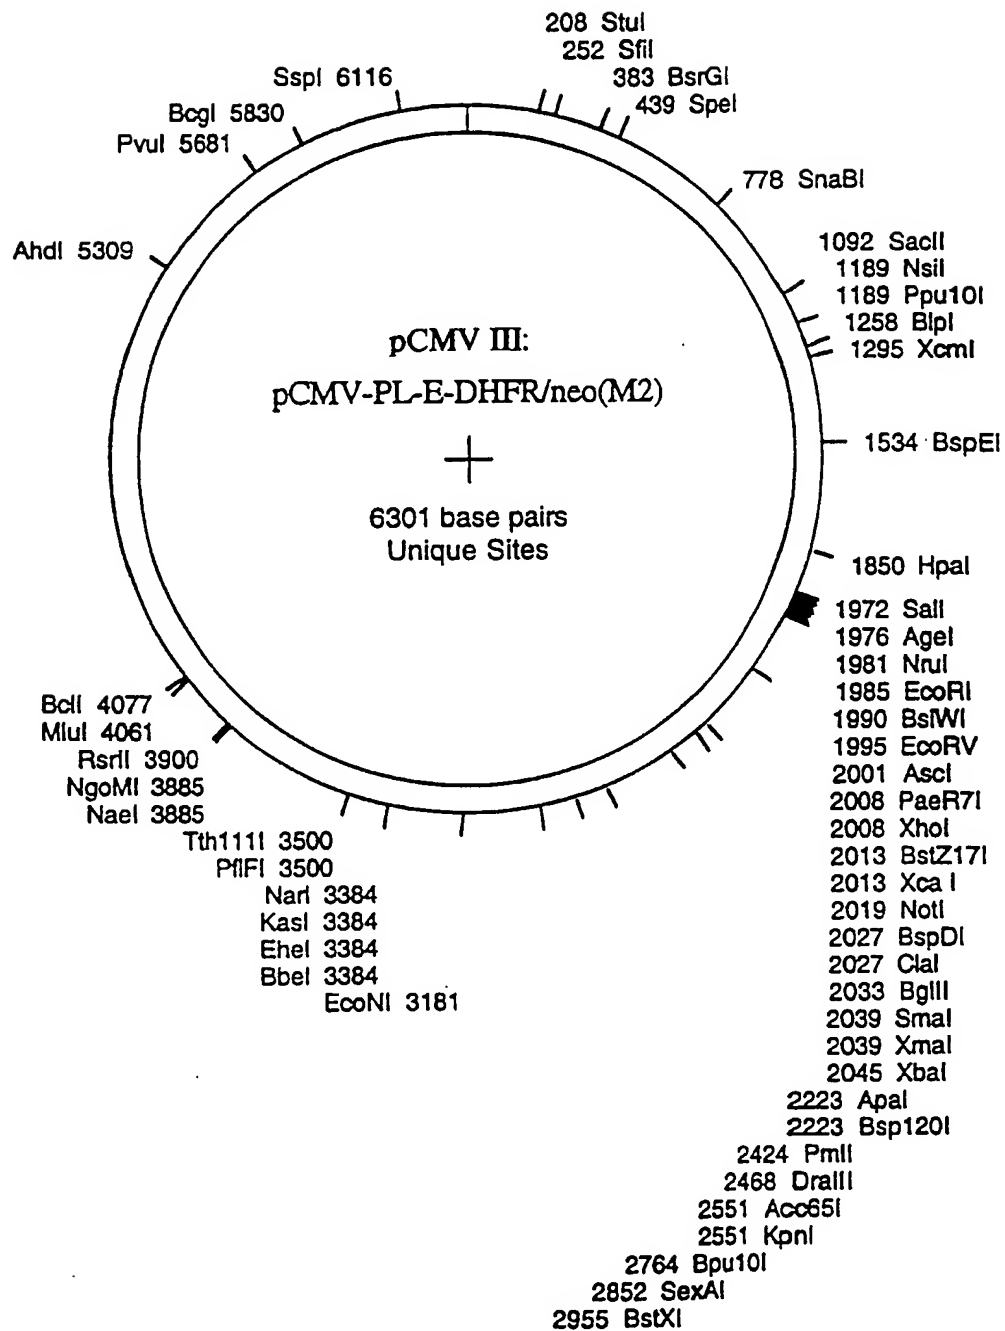 208 StuI
252 SfiI
383 BsrGI
439 SpeI
778 SnaBI
1092 SacII
1189 NsiI
1189 Ppu10I
1258 BlpI
1295 XcmI
1534 BspEI
1850 HpaI
1972 SalI
1976 AgeI
1981 NruI
1985 EcoRI
1990 BsiWI
1995 EcoRV
2001 AscI
2008 PaeR7I
2008 XhoI
2013 BstZ17I
2013 Xca I
2019 NotI
2027 BspDI
2027 ClaI
2033 BglII
2039 SmaI
2039 XmaI
2045 XbaI
2223 ApaI
2223 Bsp120I
2424 PmlI
2468 DraIII
2551 Acc65I
2551 KpnI
2764 Bpu10I
2852 SexAI
2955 BstXI
EcoNI 3181
BbeI 3384
EheI 3384
KasI 3384
NarI 3384
PflFI 3500
Tth111I 3500
NaeI 3885
NgoMI 3885
RsrII 3900
MluI 4061
BclI 4077
AhdI 5309
PvuI 5681
BcgI 5830
SspI 6116
pCMV III:
pCMV-PL-E-DHFR/neo(M2)
6301 base pairs
Unique Sites